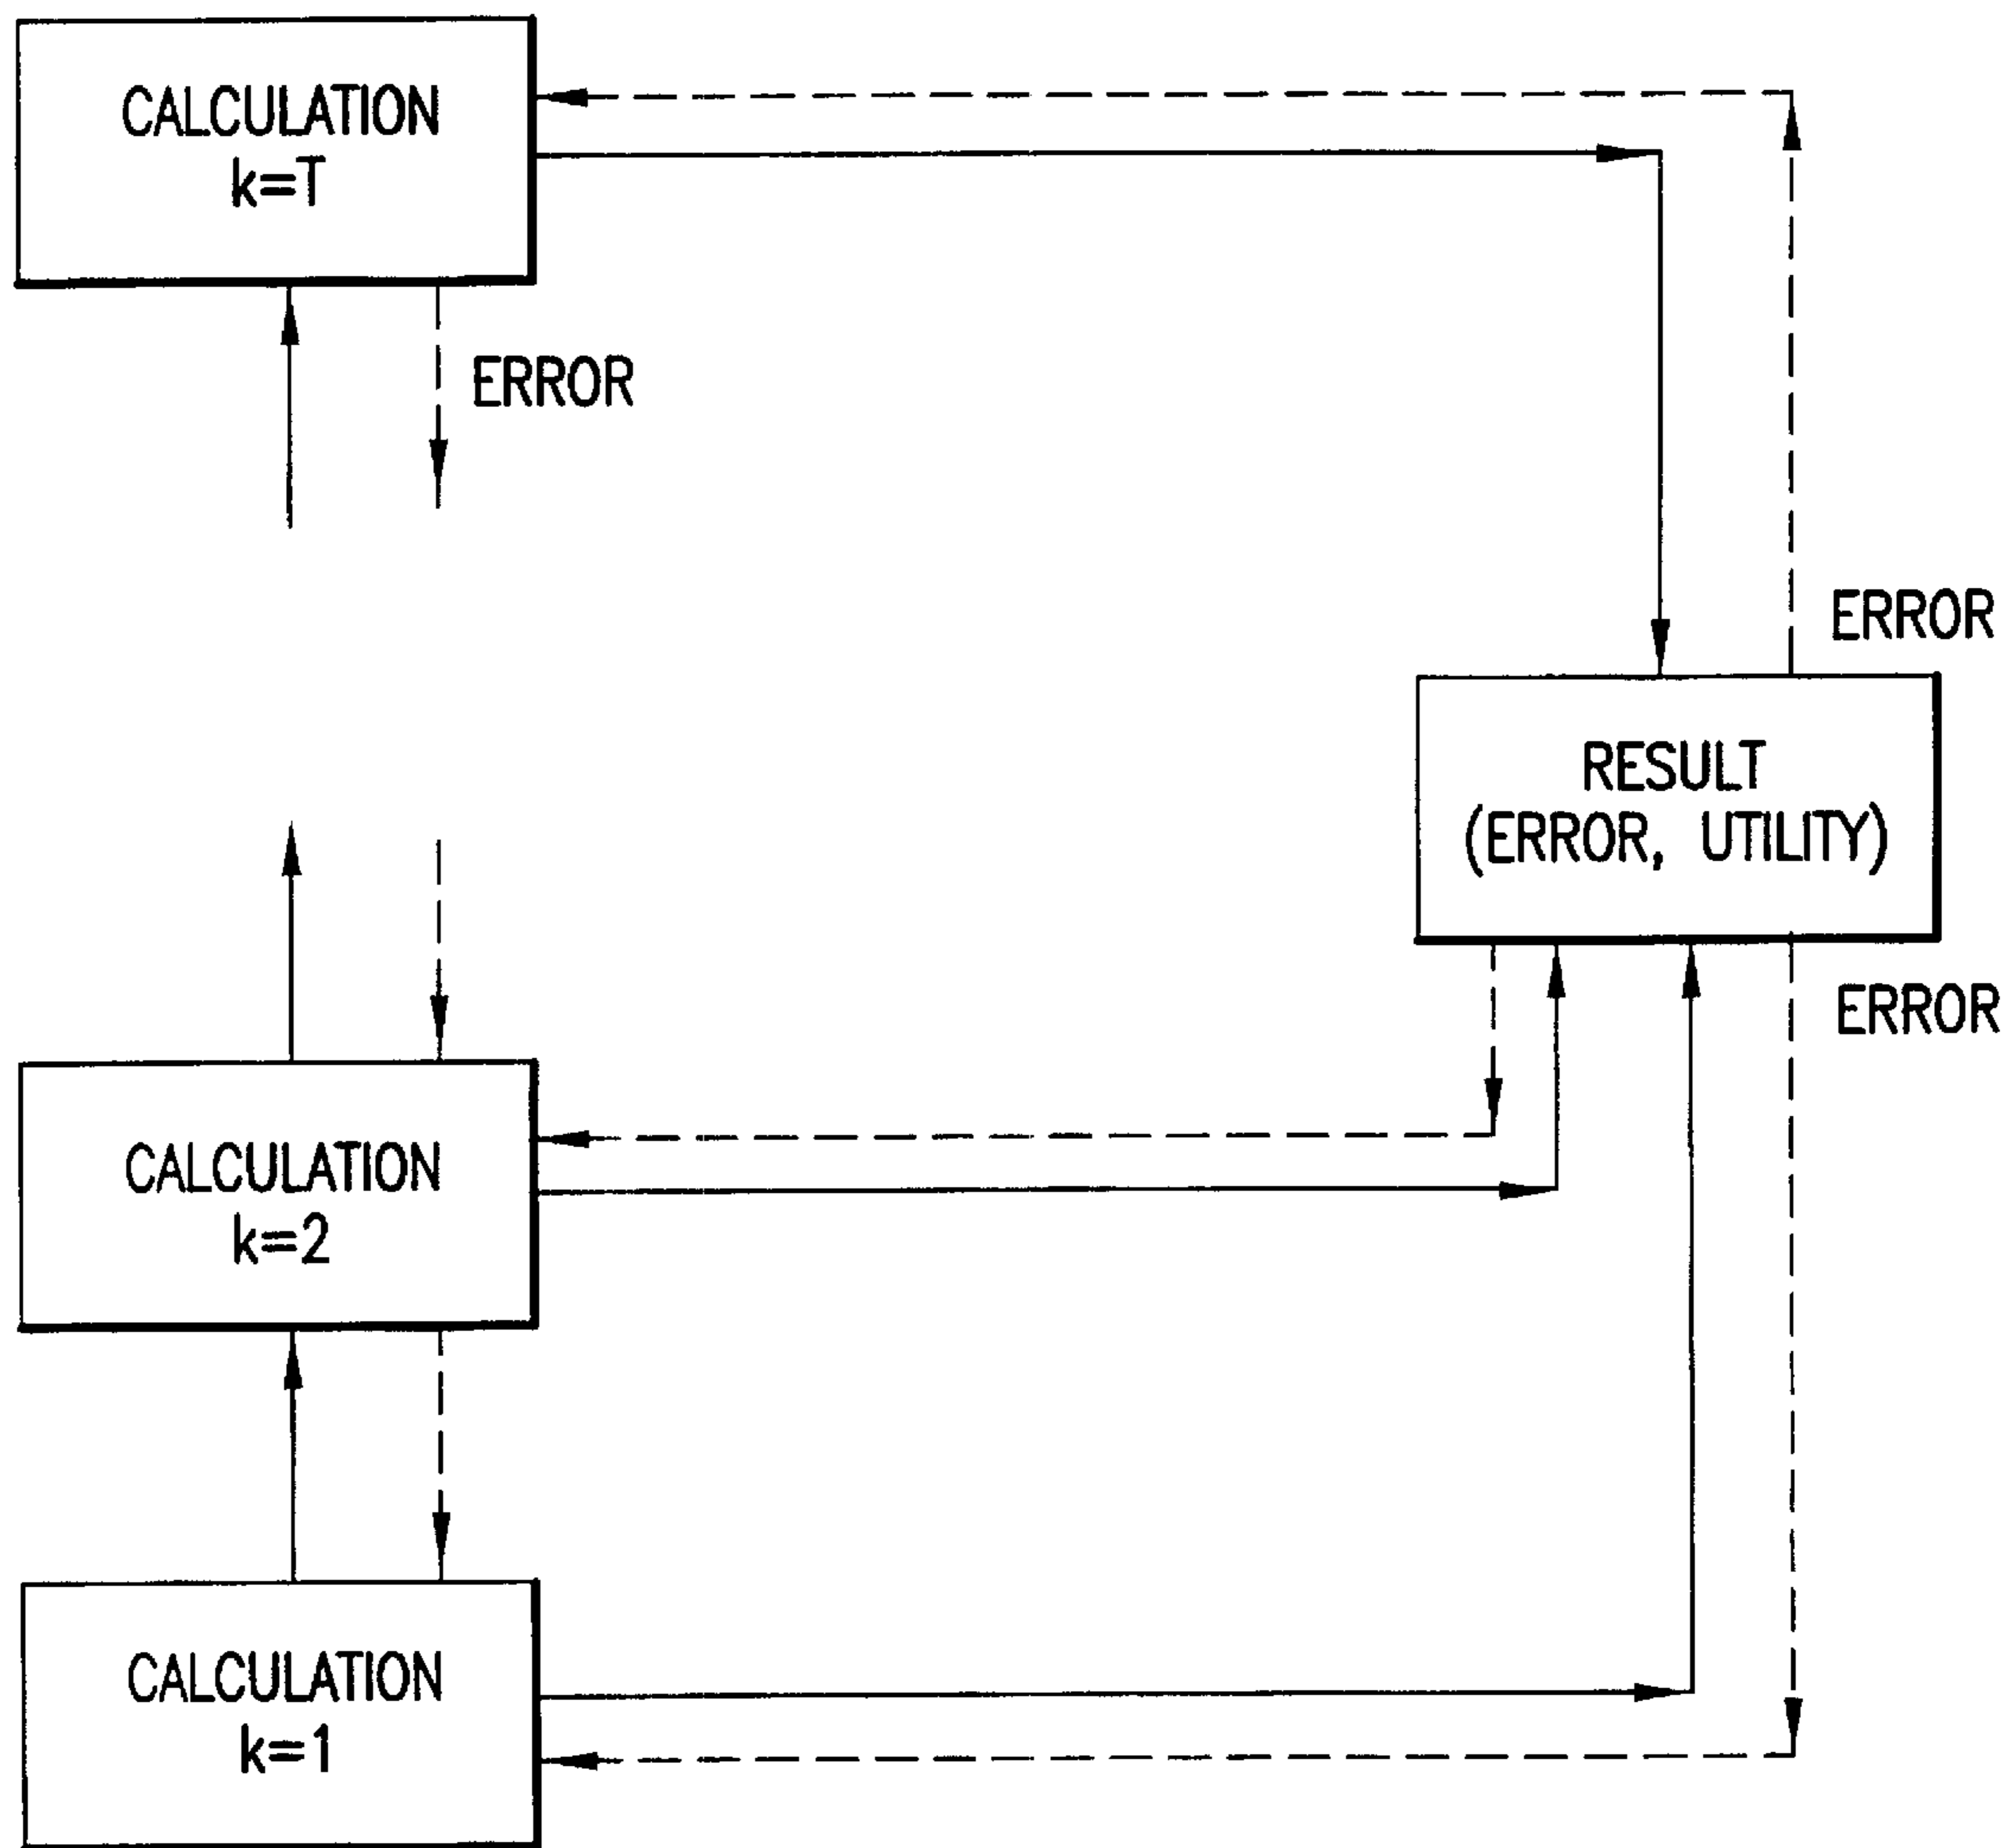 CALCULATION
k=T
ERROR
ERROR
RESULT
(ERROR, UTILITY)
ERROR
CALCULATION
k=2
CALCULATION
k=1